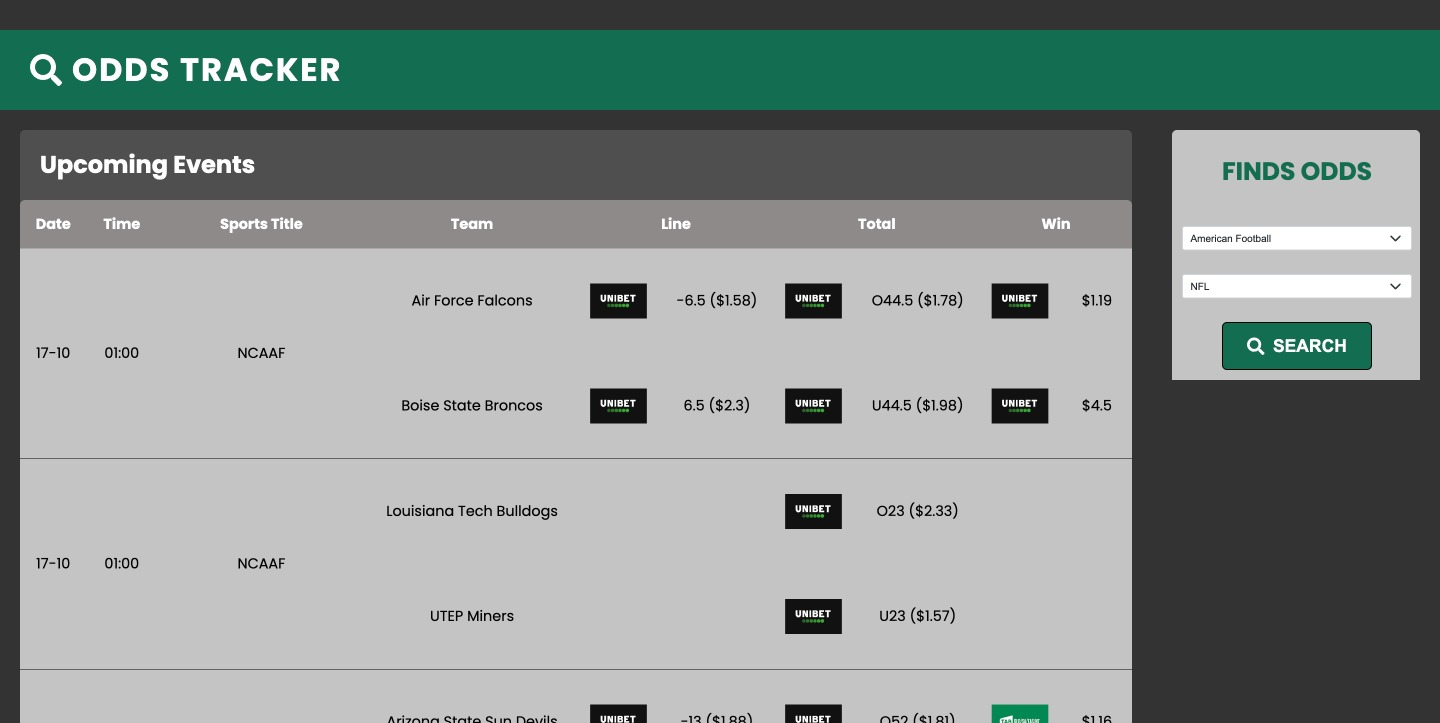 ODDS TRACKER
Upcoming Events
Date Time Sports Title Team Line Total Win
Air Force Falcons UNIBET -6.5 ($1.58) UNIBET O44.5 ($1.78) UNIBET $1.19
17-10 01:00 NCAAF
Boise State Broncos UNIBET 6.5 ($2.3) UNIBET U44.5 ($1.98) UNIBET $4.5
Louisiana Tech Bulldogs UNIBET O23 ($2.33)
17-10 01:00 NCAAF
UTEP Miners UNIBET U23 ($1.57)
Arizona State Sun Devils UNIBET -13 ($1.88) UNIBET O52 ($1.81) $1.16
FINDS ODDS
American Football
NFL
SEARCH